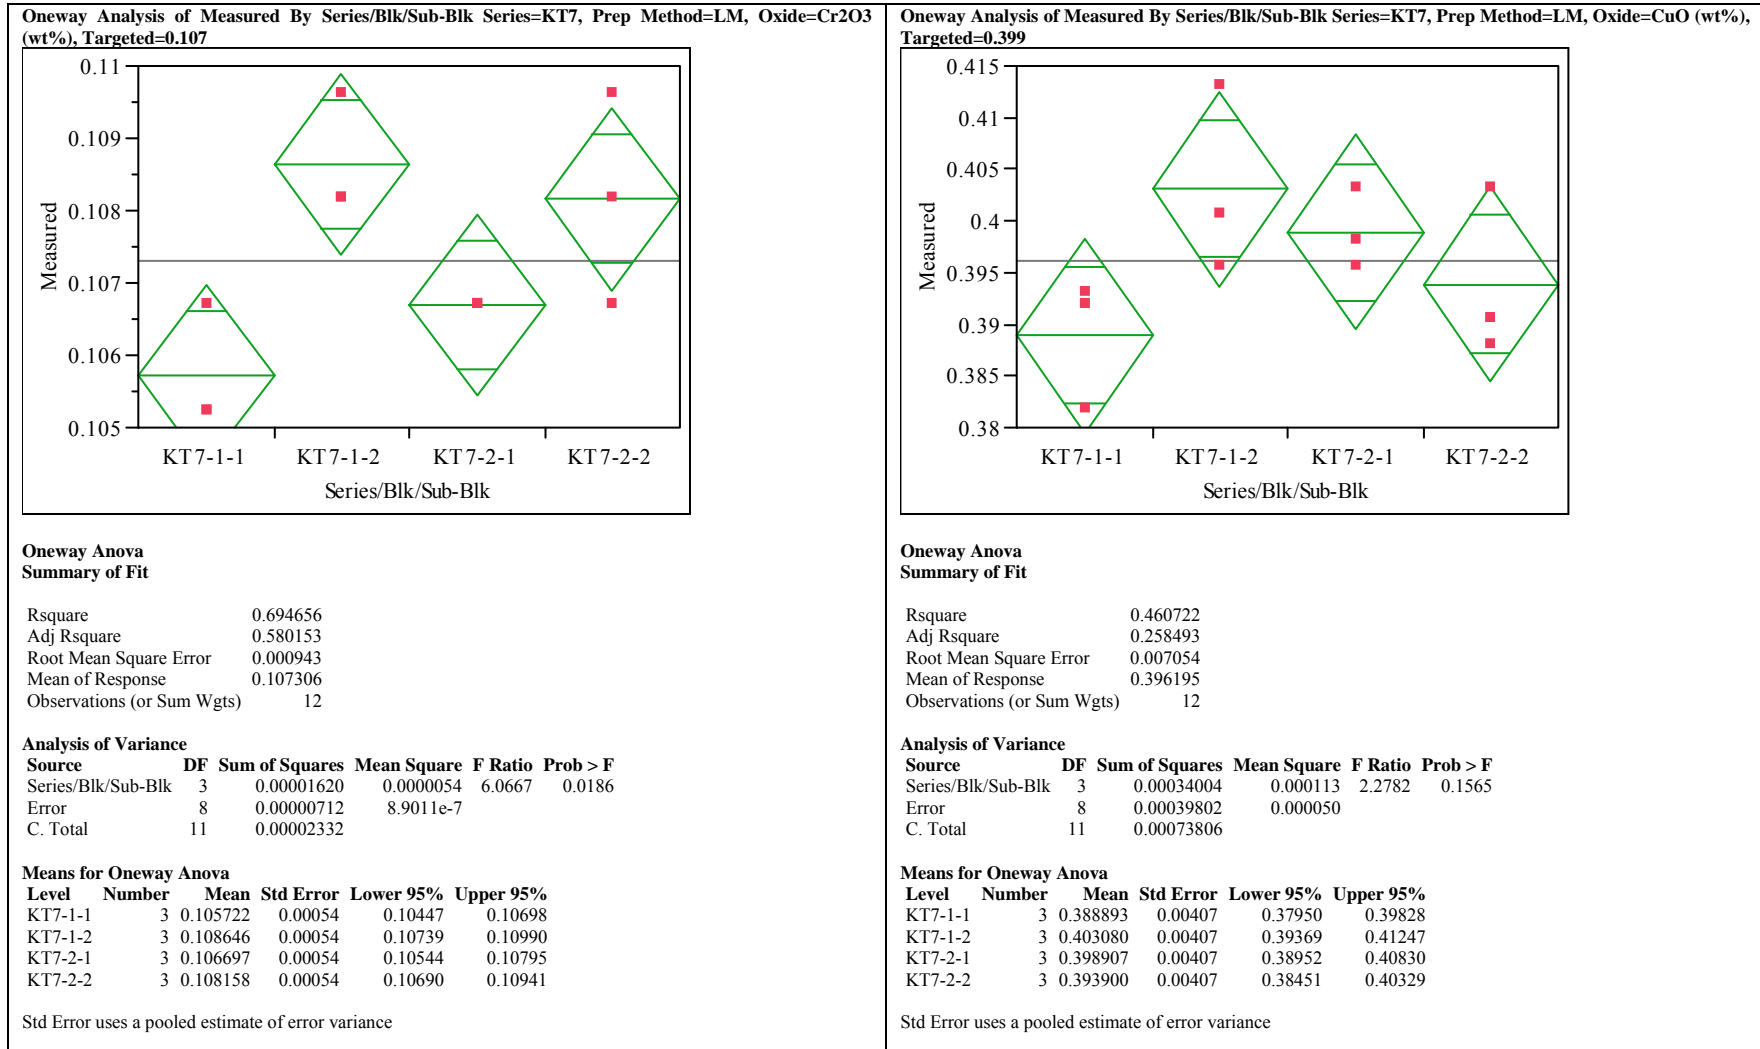 Oneway Analysis of Measured By Series/Blk/Sub-Blk Series=KT7, Prep Method=LM, Oxide=Cr2O3
(wt%), Targeted=0.107
0.11
0.109
0.108
0.107
0.106
0.105
Measured
KT7-1-1 KT7-1-2 KT7-2-1 KT7-2-2
Series/Blk/Sub-Blk
Oneway Anova
Summary of Fit
Rsquare 0.694656
Adj Rsquare 0.580153
Root Mean Square Error 0.000943
Mean of Response 0.107306
Observations (or Sum Wgts) 12
Analysis of Variance
Source DF Sum of Squares Mean Square F Ratio Prob > F
Series/Blk/Sub-Blk 3 0.00001620 0.0000054 6.0667 0.0186
Error 8 0.00000712 8.9011e-7
C. Total 11 0.00002332
Means for Oneway Anova
Level Number Mean Std Error Lower 95% Upper 95%
KT7-1-1 3 0.105722 0.00054 0.10447 0.10698
KT7-1-2 3 0.108646 0.00054 0.10739 0.10990
KT7-2-1 3 0.106697 0.00054 0.10544 0.10795
KT7-2-2 3 0.108158 0.00054 0.10690 0.10941
Std Error uses a pooled estimate of error variance
Oneway Analysis of Measured By Series/Blk/Sub-Blk Series=KT7, Prep Method=LM, Oxide=CuO (wt%),
Targeted=0.399
0.415
0.41
0.405
0.4
0.395
0.39
0.385
0.38
Measured
KT7-1-1 KT7-1-2 KT7-2-1 KT7-2-2
Series/Blk/Sub-Blk
Oneway Anova
Summary of Fit
Rsquare 0.460722
Adj Rsquare 0.258493
Root Mean Square Error 0.007054
Mean of Response 0.396195
Observations (or Sum Wgts) 12
Analysis of Variance
Source DF Sum of Squares Mean Square F Ratio Prob > F
Series/Blk/Sub-Blk 3 0.00034004 0.000113 2.2782 0.1565
Error 8 0.00039802 0.000050
C. Total 11 0.00073806
Means for Oneway Anova
Level Number Mean Std Error Lower 95% Upper 95%
KT7-1-1 3 0.388893 0.00407 0.37950 0.39828
KT7-1-2 3 0.403080 0.00407 0.39369 0.41247
KT7-2-1 3 0.398907 0.00407 0.38952 0.40830
KT7-2-2 3 0.393900 0.00407 0.38451 0.40329
Std Error uses a pooled estimate of error variance